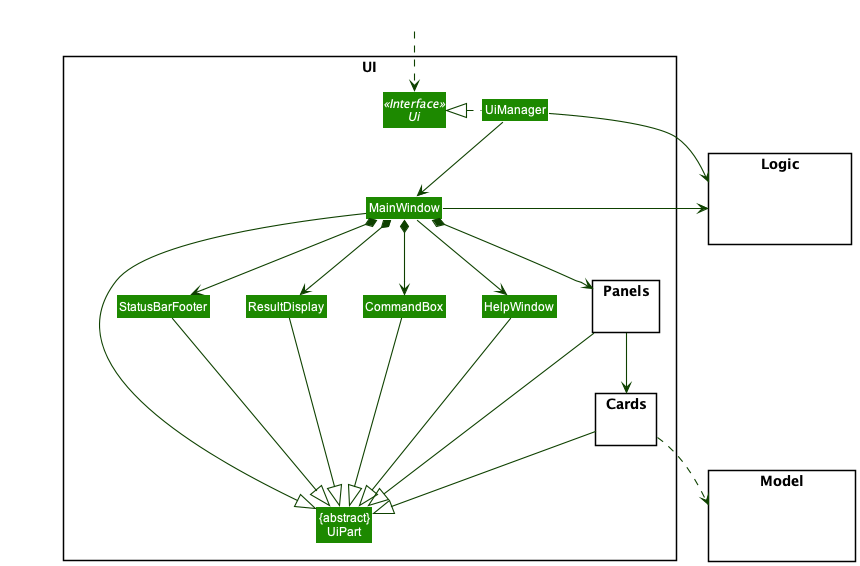 UI
«Interface»
Ui
UiManager
Logic
MainWindow
Panels
StatusBarFooter
ResultDisplay
CommandBox
HelpWindow
Cards
Model
{abstract}
UiPart